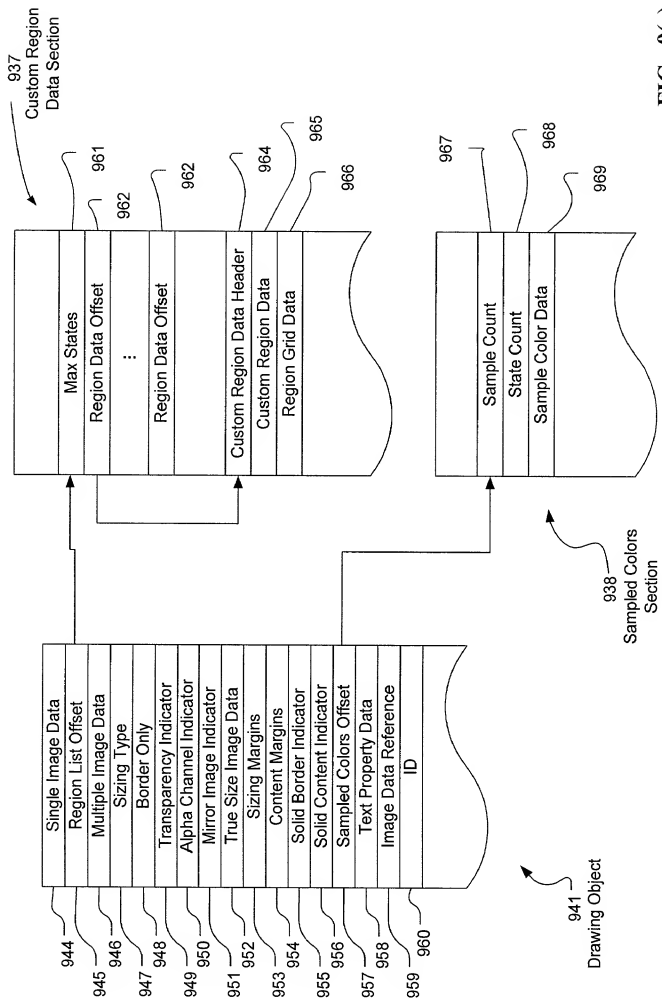 937
Custom Region
Data Section
Single Image Data
Region List Offset
Multiple Image Data
Sizing Type
Border Only
Transparency Indicator
Alpha Channel Indicator
Mirror Image Indicator
True Size Image Data
Sizing Margins
Content Margins
Solid Border Indicator
Solid Content Indicator
Sampled Colors Offset
Text Property Data
Image Data Reference
ID
944
945
946
947
948
949
950
951
952
953
954
955
956
957
958
959
960
941
Drawing Object
Max States
Region Data Offset
...
Region Data Offset
Custom Region Data Header
Custom Region Data
Region Grid Data
961
962
962
964
965
966
Sample Count
State Count
Sample Color Data
967
968
969
938
Sampled Colors
Section